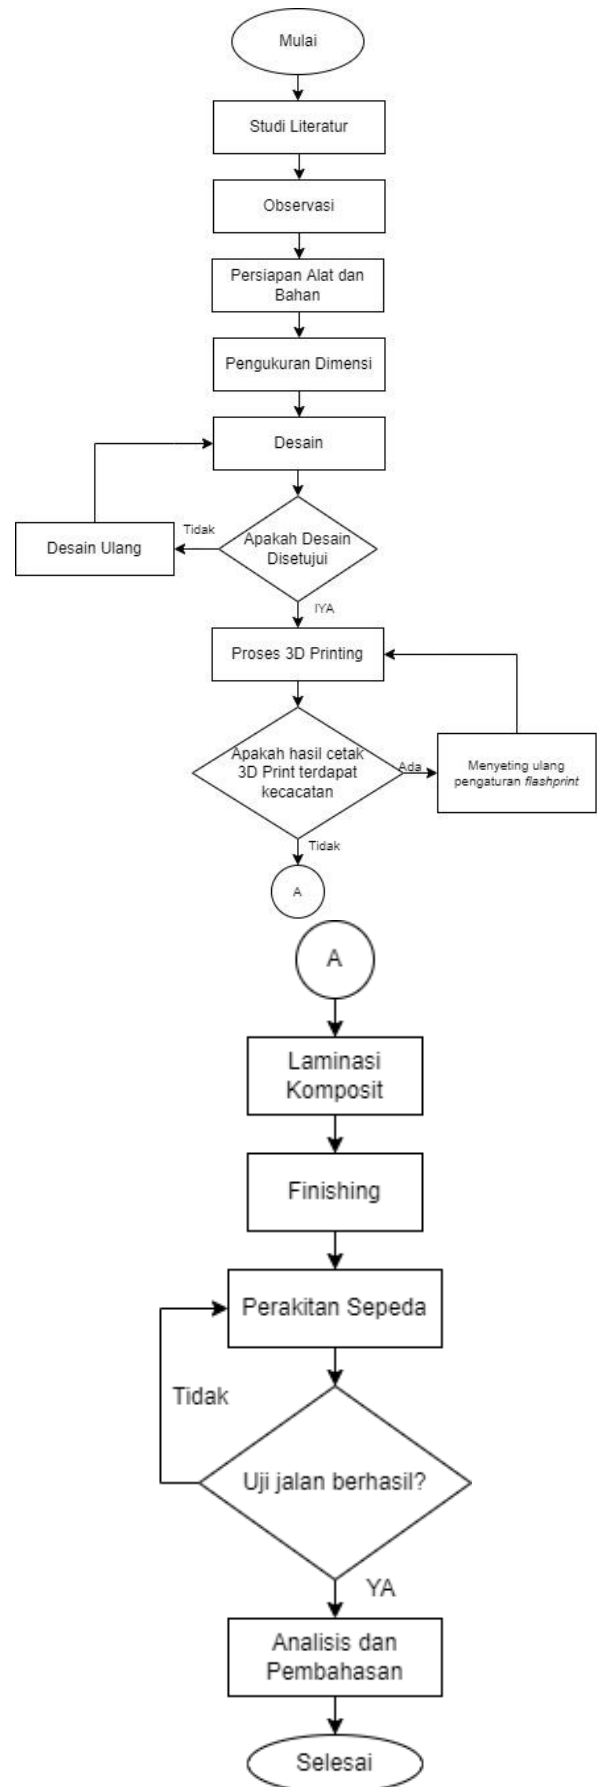 Mulai
Studi Literatur
Observasi
Persiapan Alat dan
Bahan
Pengukuran Dimensi
Desain
Tidak
Desain Ulang
Apakah Desain
Disetujui
IYA
Proses 3D Printing
Apakah hasil cetak
3D Print terdapat
kecacatan
Ada
Menyeting ulang
pengaturan flashprint
Tidak
A
A
Laminasi
Komposit
Finishing
Perakitan Sepeda
Tidak
Uji jalan berhasil?
YA
Analisis dan
Pembahasan
Selesai